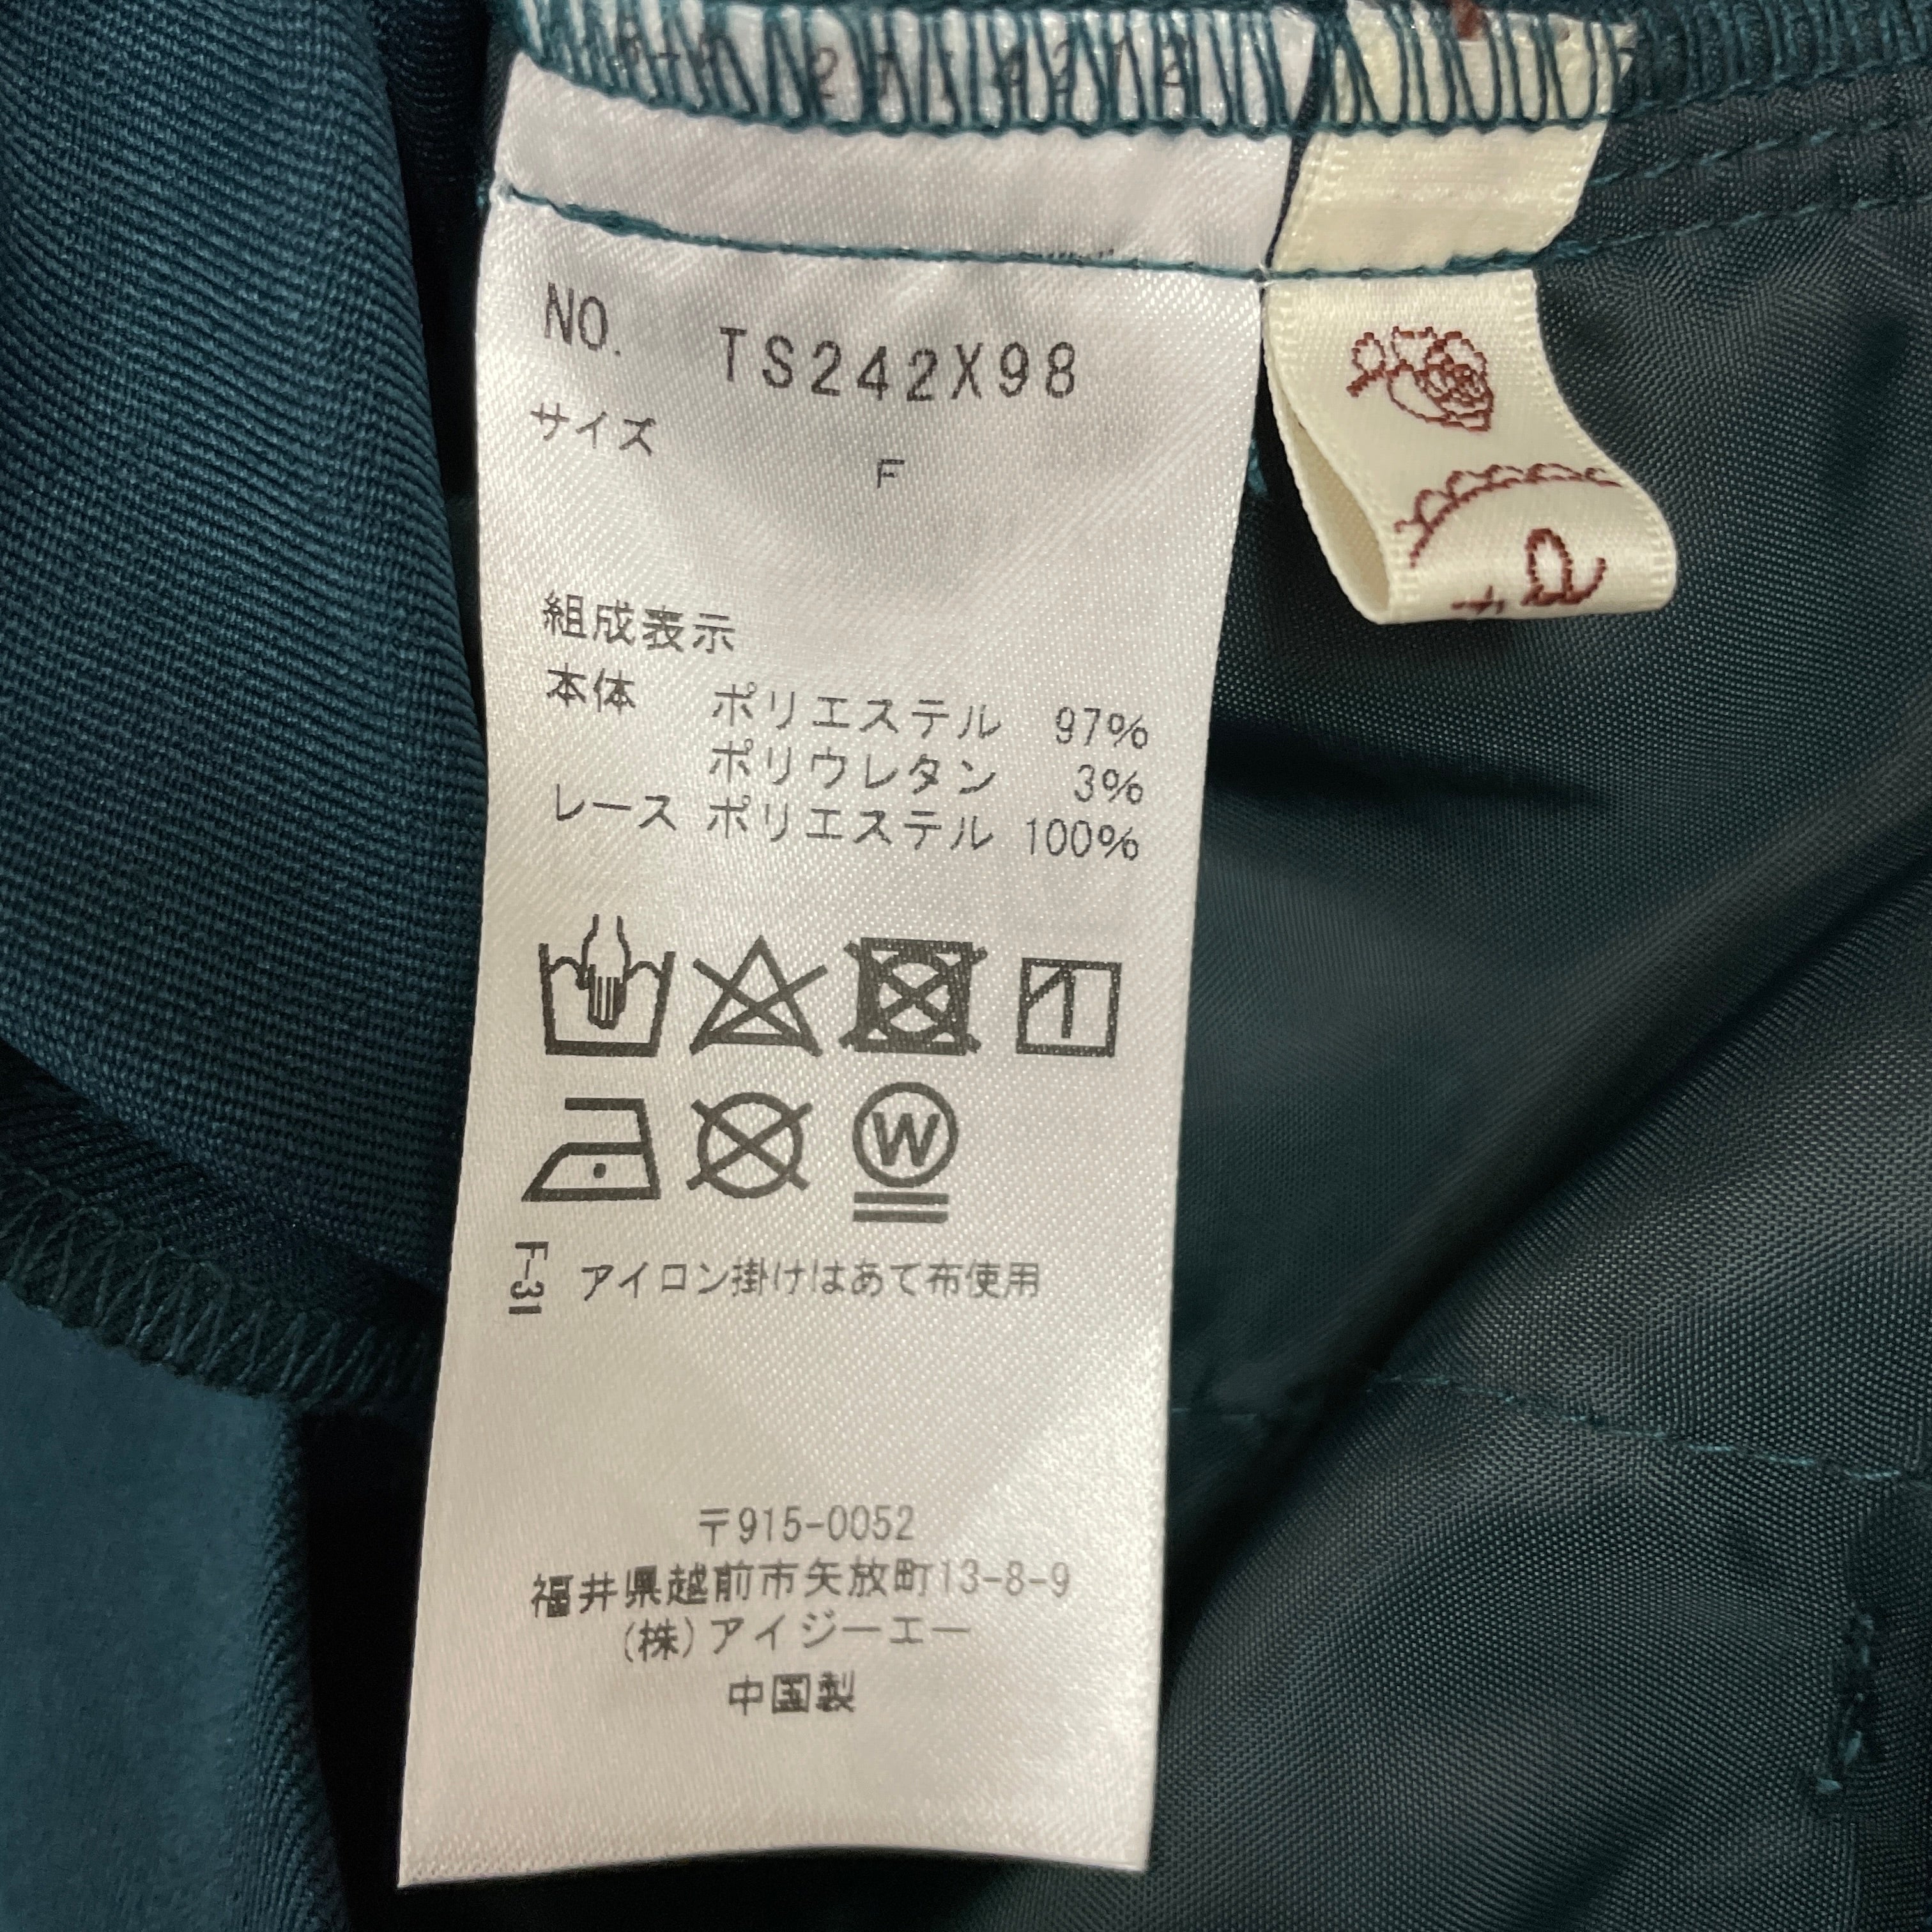 NO. TS242X98
サイズ
F
組成表示
本体 ポリエステル 97%
ポリウレタン 3%
レース ポリエステル 100%
W
F-31 アイロン掛けはあて布使用
〒915-0052
福井県越前市矢放町13-8-9
(株)アイジーエー
中国製